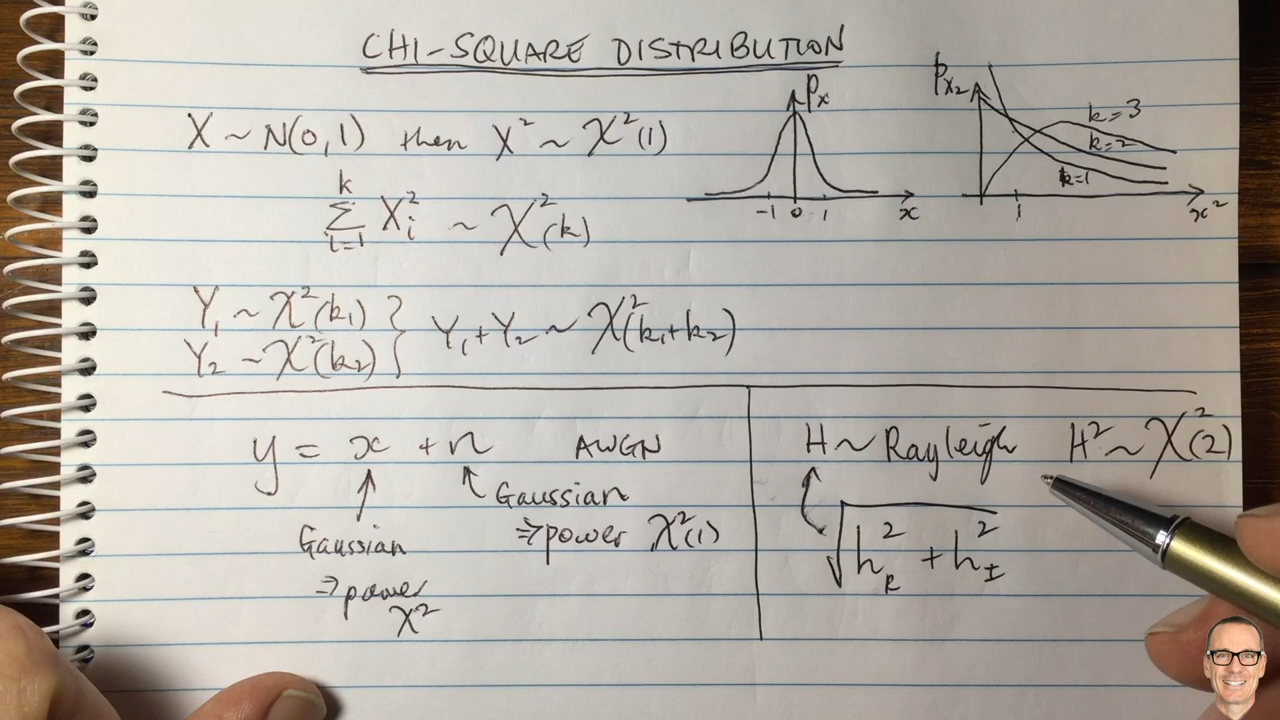 CHI-SQUARE DISTRIBUTION
X ~ N(0,1) then X² ~ χ²(1)
k
Σ Xᵢ² ~ χ²(k)
i=1
pₓ
-1 0 1 x
pₓ₂
k=3
k=2
k=1
1 x²
Y₁ ~ χ²(k₁) }
Y₂ ~ χ²(k₂) }
Y₁ + Y₂ ~ χ²(k₁+k₂)
y = x + n AWGN
Gaussian
⇒ power
χ²
Gaussian
⇒ power χ²(1)
H ~ Rayleigh H² ~ χ²(2)
√(h_R² + h_I²)